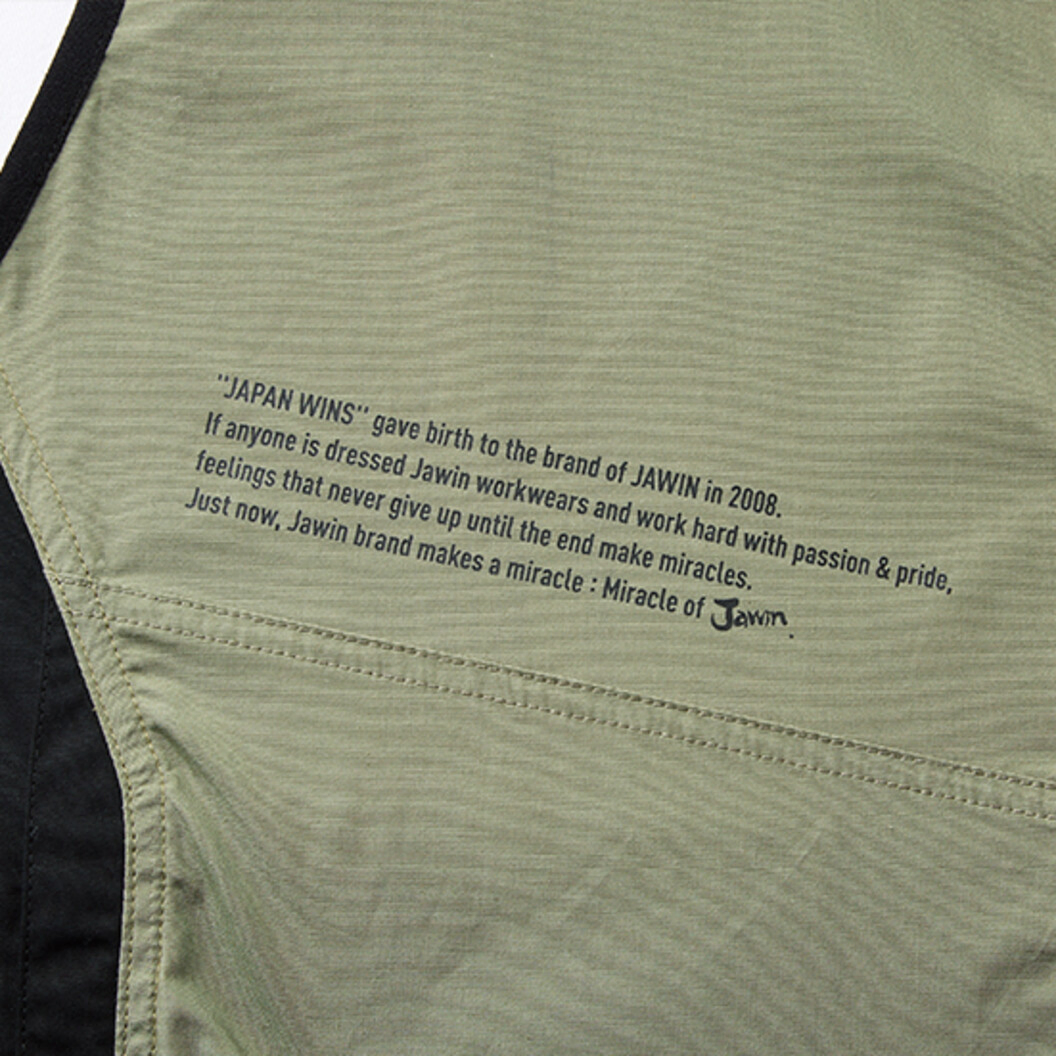 "JAPAN WINS" gave birth to the brand of JAWIN in 2008.
If anyone is dressed Jawin workwears and work hard with passion & pride,
feelings that never give up until the end make miracles.
Just now, Jawin brand makes a miracle : Miracle of Jawin.